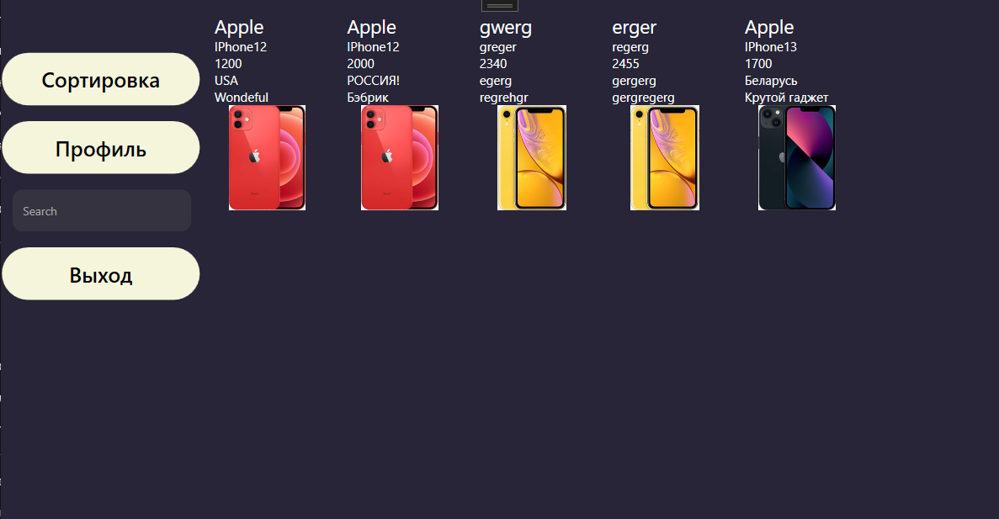 Сортировка
Профиль
Search
Выход
Apple
IPhone12
1200
USA
Wondeful
Apple
IPhone12
2000
РОССИЯ!
Бэбрик
gwerg
greger
2340
egerg
regrehgr
erger
regerg
2455
gergerg
gergregerg
Apple
IPhone13
1700
Беларусь
Крутой гаджет